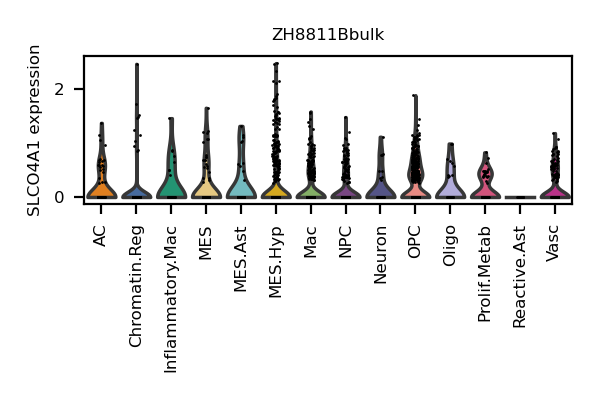 ZH8811Bbulk
SLCO4A1 expression
2
0
AC
Chromatin.Reg
Inflammatory.Mac
MES
MES.Ast
MES.Hyp
Mac
NPC
Neuron
OPC
Oligo
Prolif.Metab
Reactive.Ast
Vasc